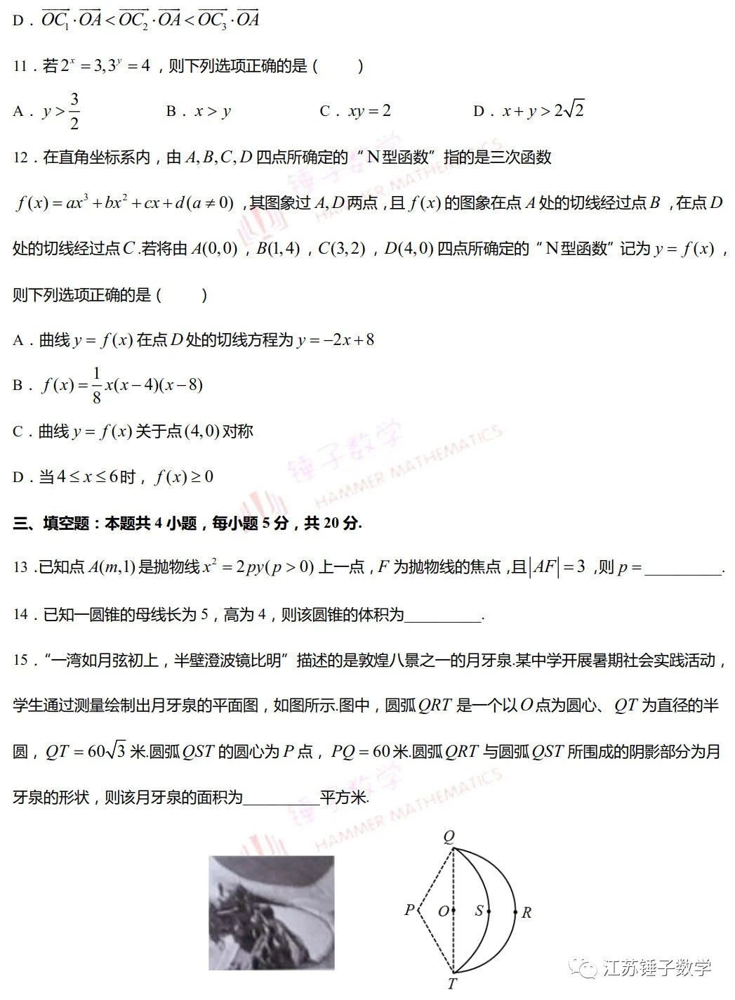 D．$\overrightarrow{OC_1}\cdot\overrightarrow{OA}<\overrightarrow{OC_2}\cdot\overrightarrow{OA}<\overrightarrow{OC_3}\cdot\overrightarrow{OA}$
11．若$2^x=3,3^y=4$，则下列选项正确的是（　　）
A．$y>\frac{3}{2}$　B．$x>y$　C．$xy=2$　D．$x+y>2\sqrt{2}$
12．在直角坐标系内，由 A, B, C, D 四点所确定的“N型函数”指的是三次函数
$f(x)=ax^3+bx^2+cx+d(a\neq 0)$，其图象过 A, D 两点，且 f(x) 的图象在点 A 处的切线经过点 B，在点 D
处的切线经过点 C.若将由 A(0,0)，B(1,4)，C(3,2)，D(4,0) 四点所确定的“N型函数”记为 y = f(x)，
则下列选项正确的是（　　）
A．曲线 y = f(x) 在点 D 处的切线方程为 y = −2x+8
B．$f(x)=\frac{1}{8}x(x-4)(x-8)$
C．曲线 y = f(x) 关于点 (4,0) 对称
D．当 4 ≤ x ≤ 6 时，f(x) ≥ 0
三、填空题：本题共 4 小题，每小题 5 分，共 20 分.
13．已知点 A(m,1) 是抛物线 $x^2=2py(p>0)$ 上一点，F 为抛物线的焦点，且 |AF| = 3，则 p = __________.
14．已知一圆锥的母线长为 5，高为 4，则该圆锥的体积为__________.
15．“一湾如月弦初上，半壁澄波镜比明”描述的是敦煌八景之一的月牙泉.某中学开展暑期社会实践活动，
学生通过测量绘制出月牙泉的平面图，如图所示.图中，圆弧 QRT 是一个以 O 点为圆心、QT 为直径的半
圆，$QT=60\sqrt{3}$ 米.圆弧 QST 的圆心为 P 点，PQ = 60 米.圆弧 QRT 与圆弧 QST 所围成的阴影部分为月
牙泉的形状，则该月牙泉的面积为__________平方米.
Q
P O S R
T
江苏锤子数学
锤子数学
HAMMER MATHEMATICS
锤子数学
HAMMER MATHEMATICS
锤子数学
HAMMER MATHEMATICS